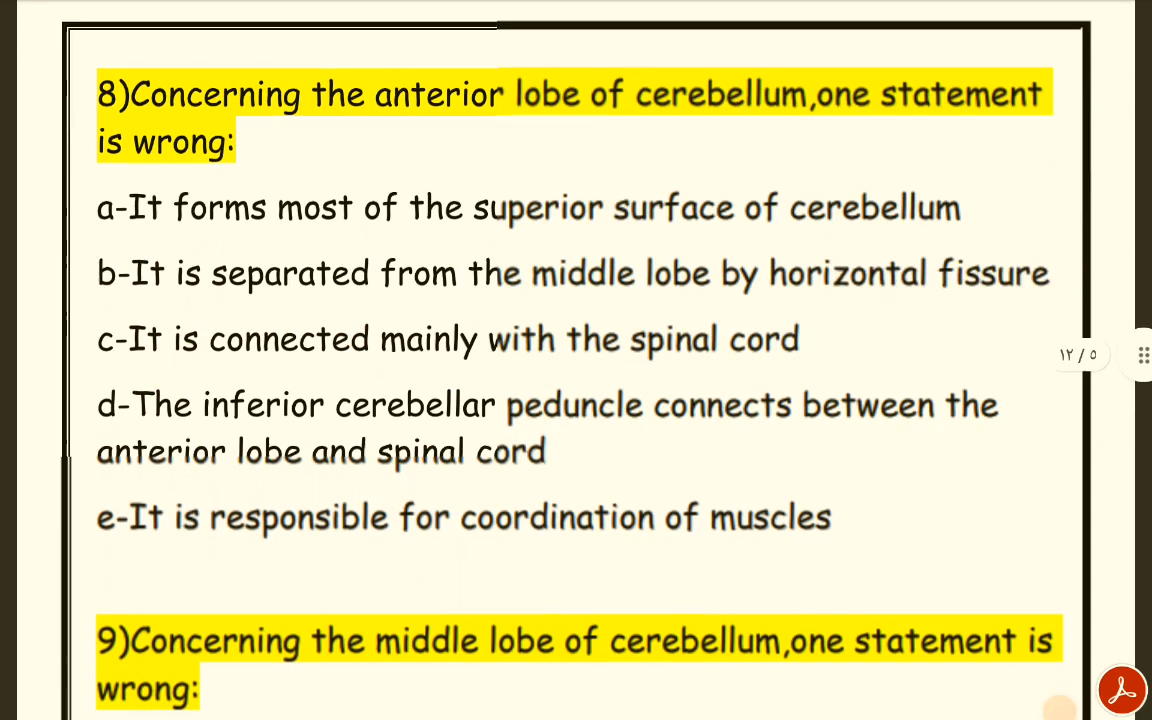 8)Concerning the anterior lobe of cerebellum,one statement
is wrong:
a-It forms most of the superior surface of cerebellum
b-It is separated from the middle lobe by horizontal fissure
c-It is connected mainly with the spinal cord
١٢ / ٥
d-The inferior cerebellar peduncle connects between the
anterior lobe and spinal cord
e-It is responsible for coordination of muscles
9)Concerning the middle lobe of cerebellum,one statement is
wrong: